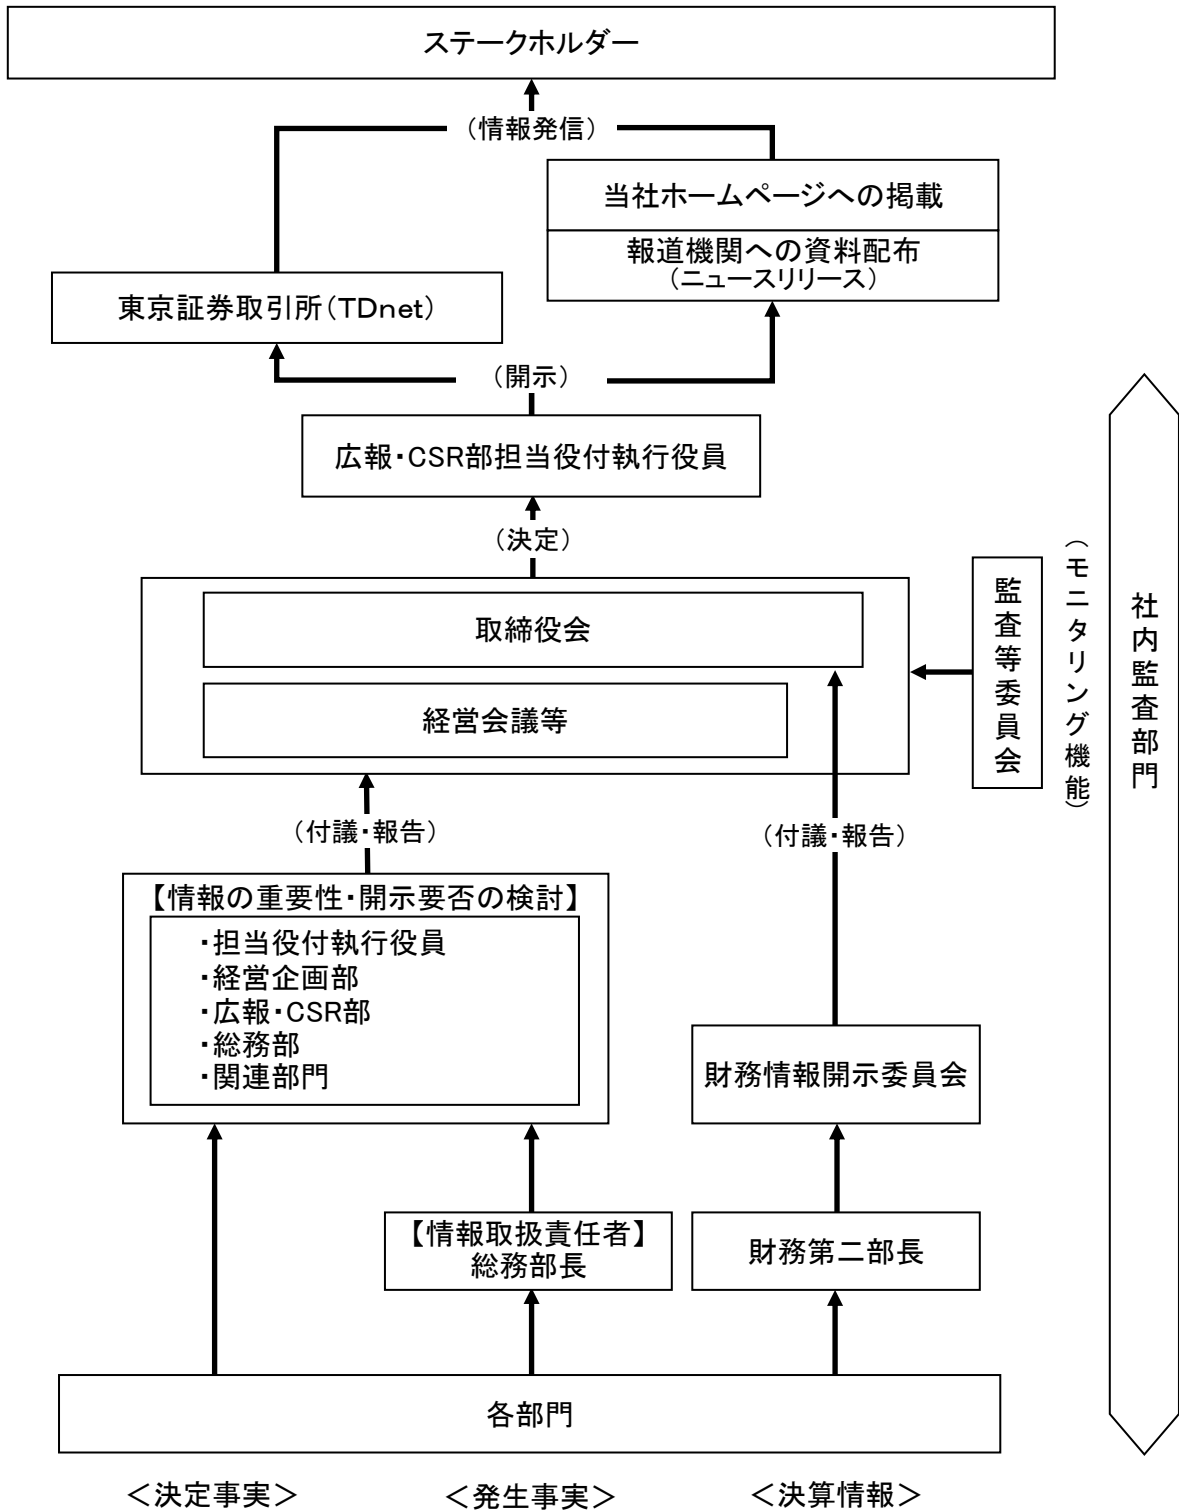 ステークホルダー
（情報発信）
当社ホームページへの掲載
報道機関への資料配布
（ニュースリリース）
東京証券取引所（TDnet）
（開示）
広報・CSR部担当役付執行役員
（決定）
取締役会
経営会議等
監査等委員会
（モニタリング機能）
社内監査部門
（付議・報告）
（付議・報告）
【情報の重要性・開示要否の検討】
・担当役付執行役員
・経営企画部
・広報・CSR部
・総務部
・関連部門
財務情報開示委員会
【情報取扱責任者】
総務部長
財務第二部長
各部門
＜決定事実＞
＜発生事実＞
＜決算情報＞